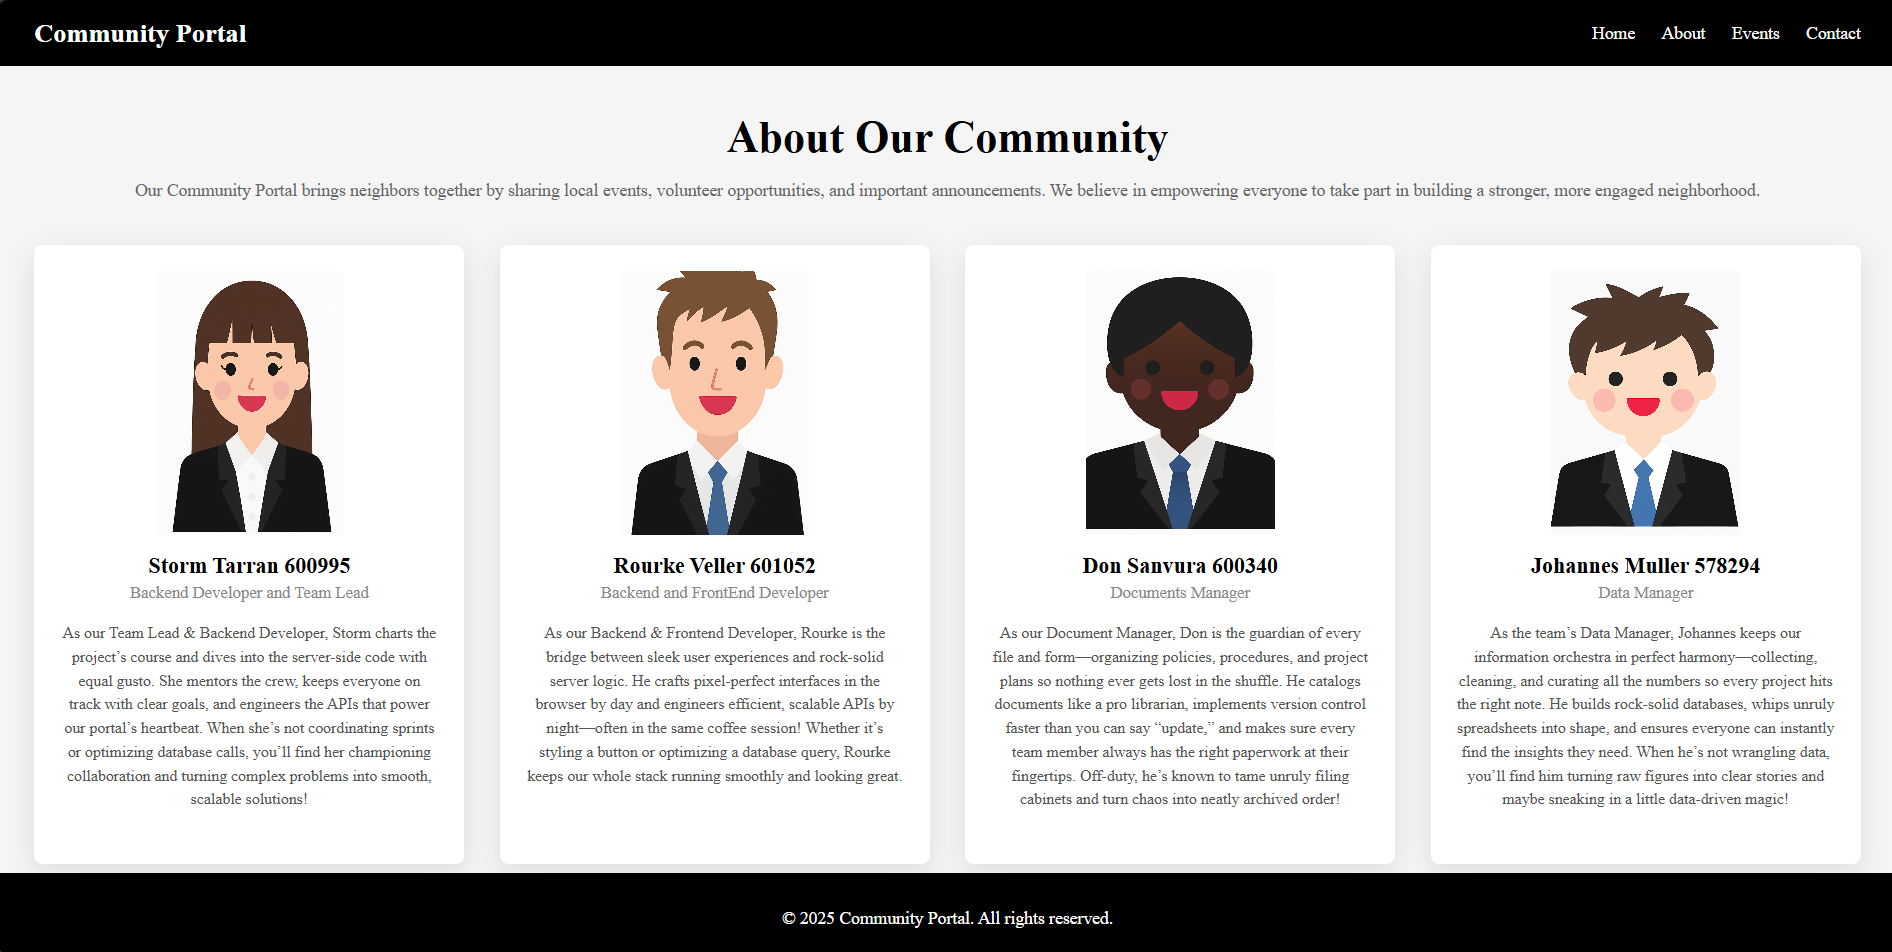 Community Portal
Home
About
Events
Contact
About Our Community
Our Community Portal brings neighbors together by sharing local events, volunteer opportunities, and important announcements. We believe in empowering everyone to take part in building a stronger, more engaged neighborhood.
Storm Tarran 600995
Backend Developer and Team Lead
As our Team Lead & Backend Developer, Storm charts the
project’s course and dives into the server-side code with
equal gusto. She mentors the crew, keeps everyone on
track with clear goals, and engineers the APIs that power
our portal’s heartbeat. When she’s not coordinating sprints
or optimizing database calls, you’ll find her championing
collaboration and turning complex problems into smooth,
scalable solutions!
Rourke Veller 601052
Backend and FrontEnd Developer
As our Backend & Frontend Developer, Rourke is the
bridge between sleek user experiences and rock-solid
server logic. He crafts pixel-perfect interfaces in the
browser by day and engineers efficient, scalable APIs by
night—often in the same coffee session! Whether it’s
styling a button or optimizing a database query, Rourke
keeps our whole stack running smoothly and looking great.
Don Sanvura 600340
Documents Manager
As our Document Manager, Don is the guardian of every
file and form—organizing policies, procedures, and project
plans so nothing ever gets lost in the shuffle. He catalogs
documents like a pro librarian, implements version control
faster than you can say “update,” and makes sure every
team member always has the right paperwork at their
fingertips. Off-duty, he’s known to tame unruly filing
cabinets and turn chaos into neatly archived order!
Johannes Muller 578294
Data Manager
As the team’s Data Manager, Johannes keeps our
information orchestra in perfect harmony—collecting,
cleaning, and curating all the numbers so every project hits
the right note. He builds rock-solid databases, whips unruly
spreadsheets into shape, and ensures everyone can instantly
find the insights they need. When he’s not wrangling data,
you’ll find him turning raw figures into clear stories and
maybe sneaking in a little data-driven magic!
© 2025 Community Portal. All rights reserved.